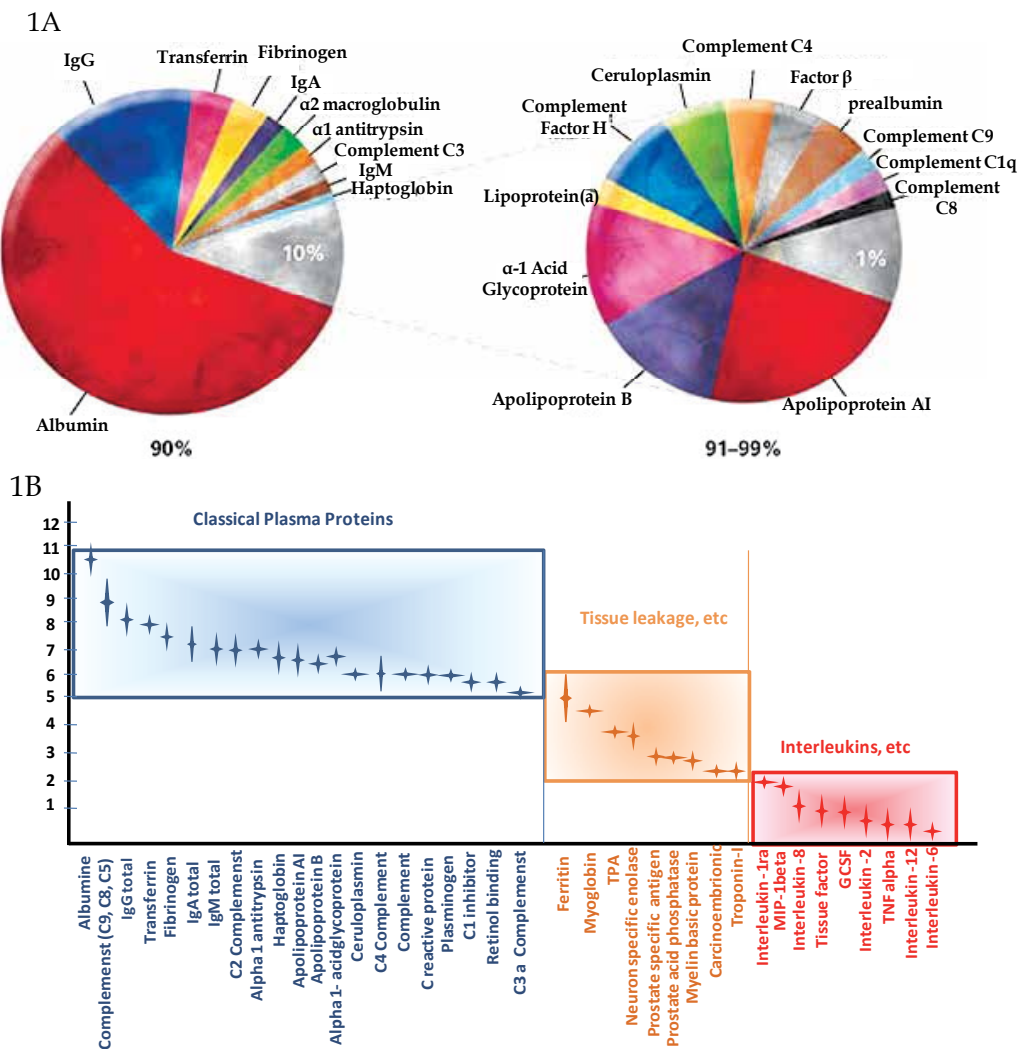 1A
IgG
Transferrin
Fibrinogen
IgA
α2 macroglobulin
α1 antitrypsin
Complement C3
IgM
Haptoglobin
10%
Albumin
90%
Complement C4
Ceruloplasmin
Factor β
Complement
Factor H
prealbumin
Complement C9
Complement C1q
Complement
C8
Lipoprotein(a)
1%
α-1 Acid
Glycoprotein
Apolipoprotein B
Apolipoprotein AI
91–99%
1B
Classical Plasma Proteins
Tissue leakage, etc
Interleukins, etc
12
11
10
9
8
7
6
5
4
3
2
1
Albumine
Complemenst (C9, C8, C5)
IgG total
Transferrin
Fibrinogen
IgA total
IgM total
C2 Complemenst
Alpha 1 antitrypsin
Haptoglobin
Apolipoprotein AI
Apolipoprotein B
Alpha 1- acidglycoprotein
Ceruloplasmin
C4 Complement
Complement
C reactive protein
Plasminogen
C1 inhibitor
Retinol binding
C3 a Complemenst
Ferritin
Myoglobin
TPA
Neuron specific enolase
Prostate specific antigen
Prostate acid phosphatase
Myelin basic protein
Carcinoembrionic
Troponin-I
Interleukin -1ra
MIP-1beta
Interleukin -8
Tissue factor
GCSF
Interleukin -2
TNF alpha
Interleukin -12
Interleukin -6